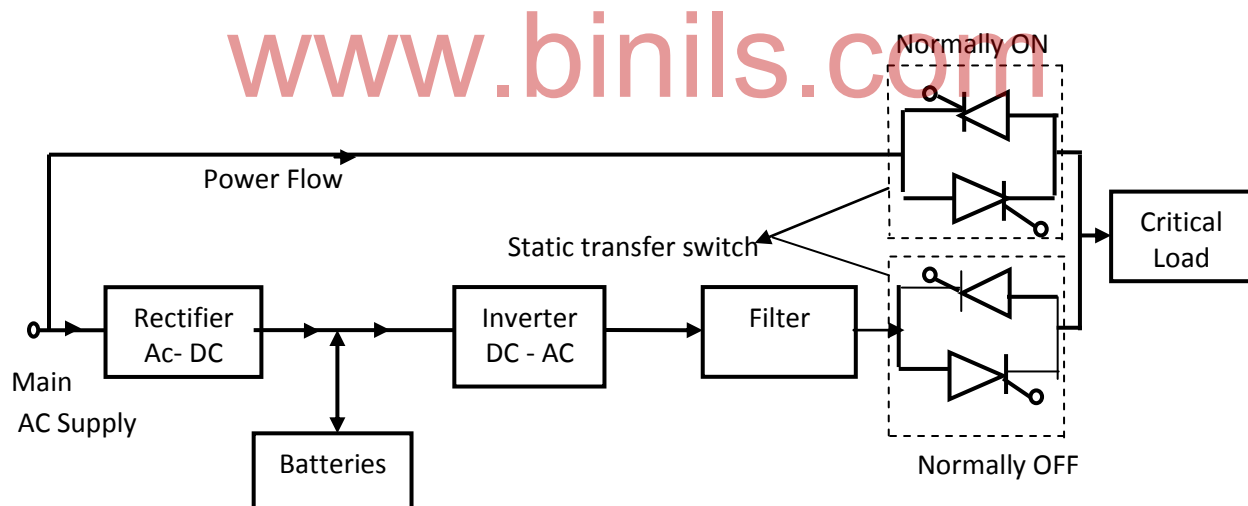 www.binils.com
Normally ON
Power Flow
Static transfer switch
Critical
Load
Rectifier
Ac- DC
Inverter
DC - AC
Filter
Main
AC Supply
Batteries
Normally OFF